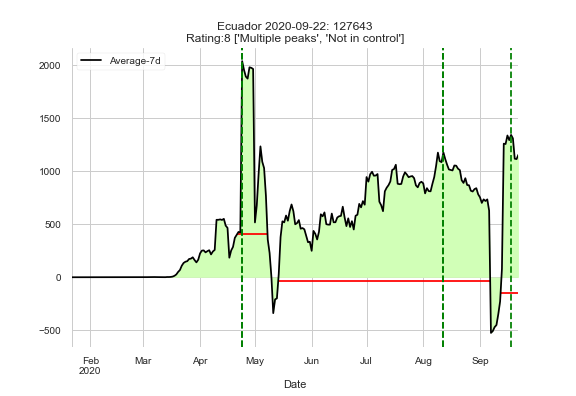 Ecuador 2020-09-22: 127643
Rating:8 ['Multiple peaks', 'Not in control']
Average-7d
2000
1500
1000
500
0
−500
Feb Mar Apr May Jun Jul Aug Sep
2020
Date